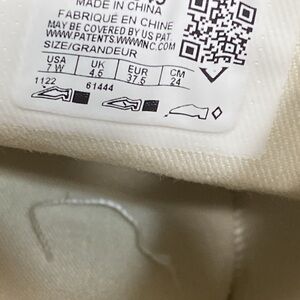 MADE IN CHINA
FABRIQUE EN CHINE
MAY BE COVERED BY US PAT.
WWW.PATENTS.WWWNC.COM
SIZE/GRANDEUR
USA UK EUR CM
7 W 4.5 37.5 24
1122 61444